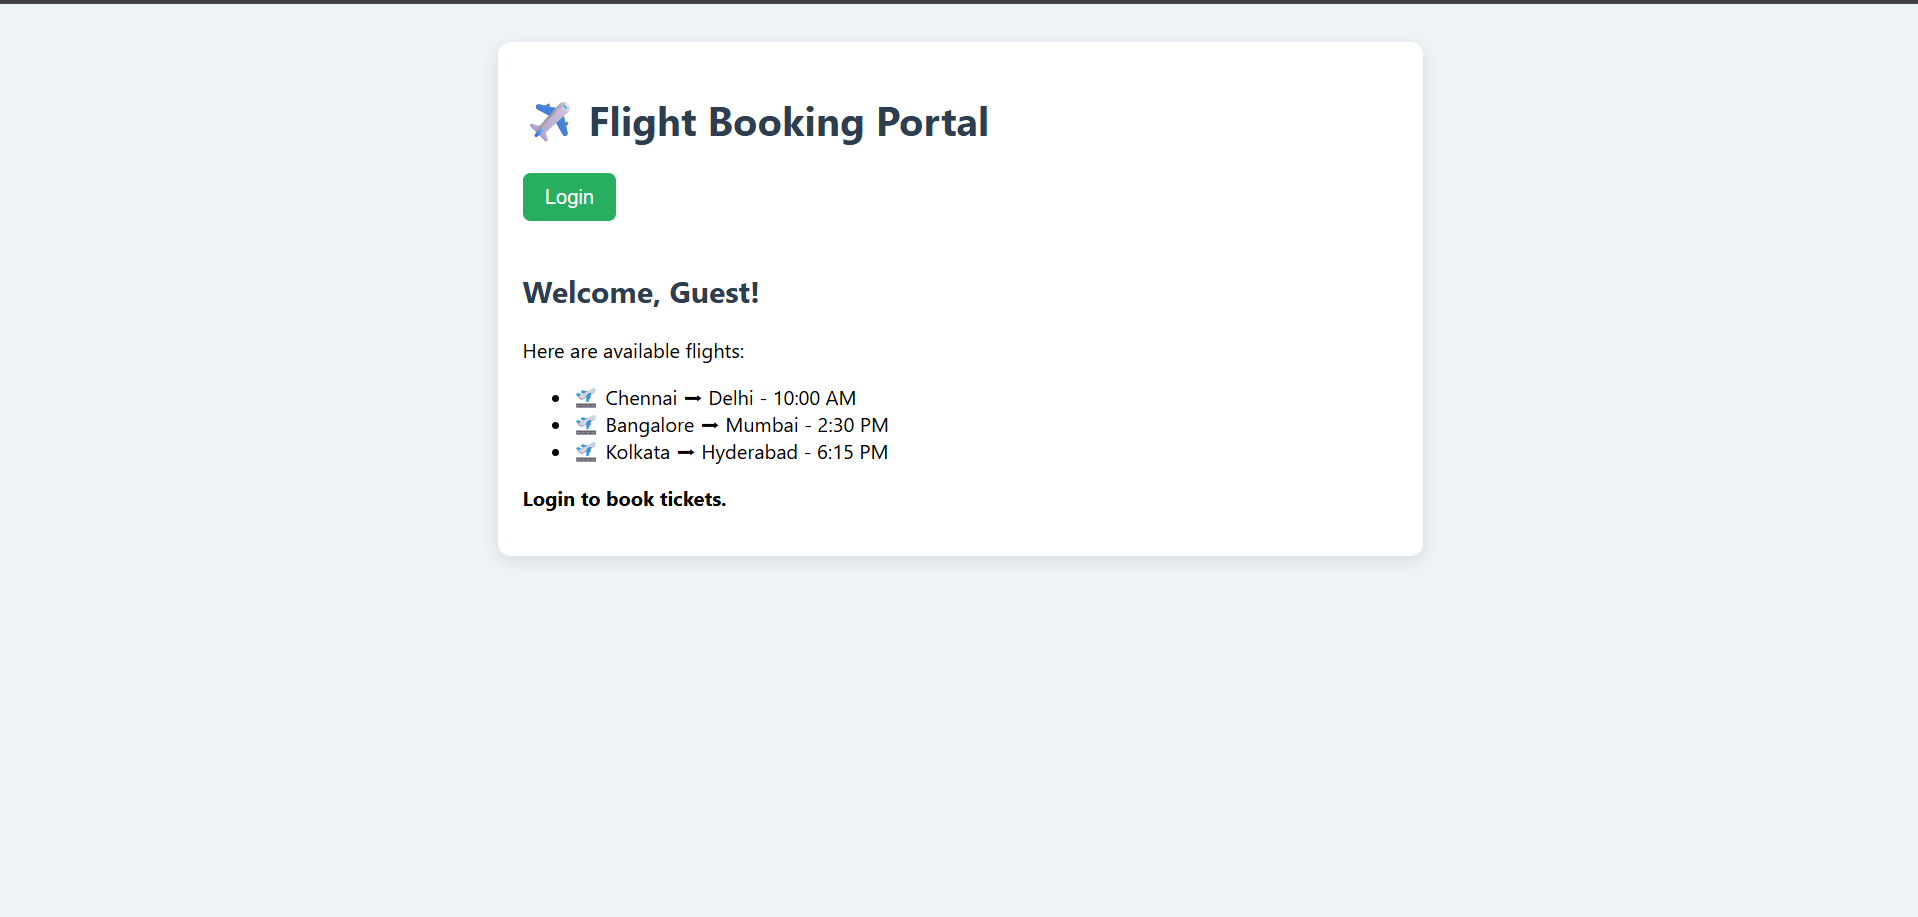 ✈️ Flight Booking Portal
Login
Welcome, Guest!
Here are available flights:
• 🛫 Chennai ➞ Delhi - 10:00 AM
• 🛫 Bangalore ➞ Mumbai - 2:30 PM
• 🛫 Kolkata ➞ Hyderabad - 6:15 PM
Login to book tickets.